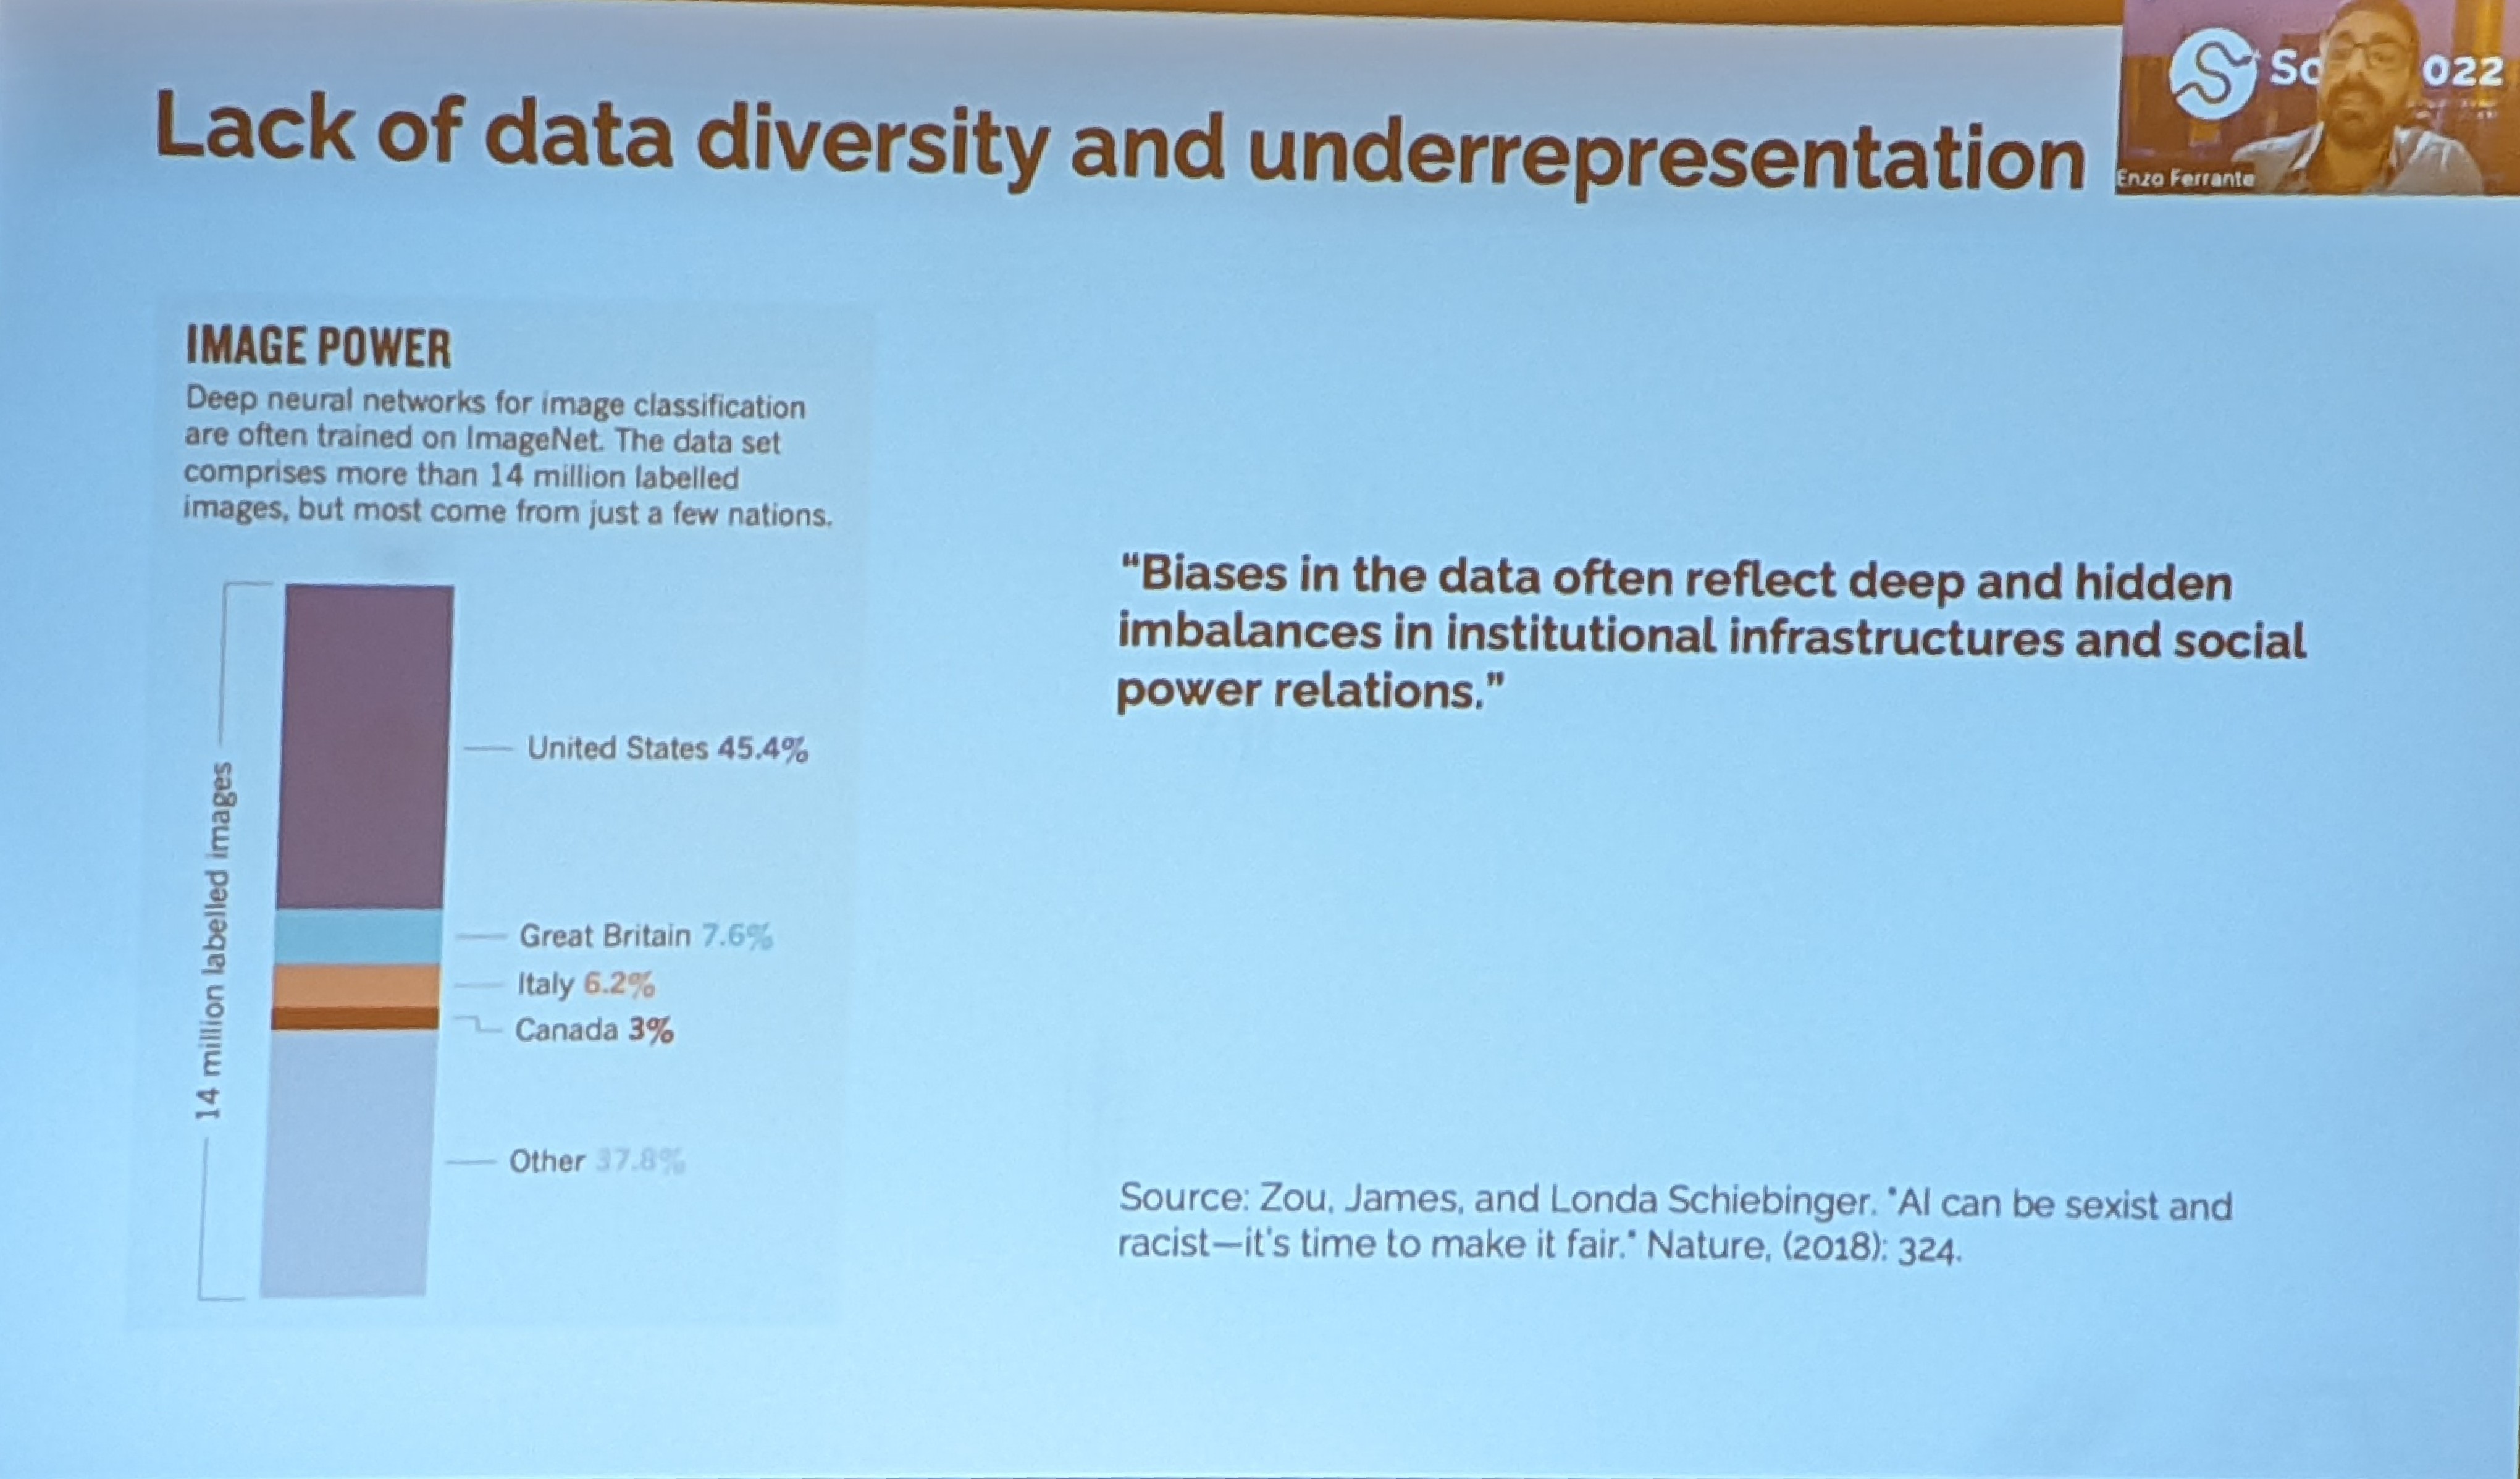 Lack of data diversity and underrepresentation
022
Enzo Ferrante
IMAGE POWER
Deep neural networks for image classification
are often trained on ImageNet. The data set
comprises more than 14 million labelled
images, but most come from just a few nations.
14 million labelled images
United States 45.4%
Great Britain 7.6%
Italy 6.2%
Canada 3%
Other 37.8%
“Biases in the data often reflect deep and hidden
imbalances in institutional infrastructures and social
power relations.”
Source: Zou, James, and Londa Schiebinger. "AI can be sexist and
racist—it's time to make it fair." Nature, (2018): 324.